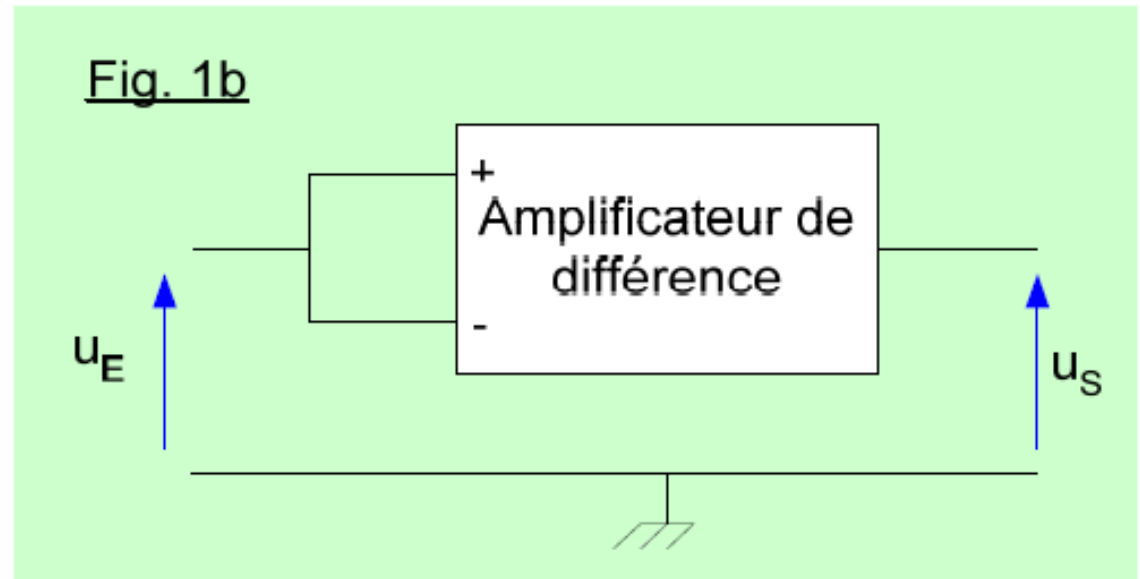 Fig. 1b
+
Amplificateur de
différence
-
uE
uS